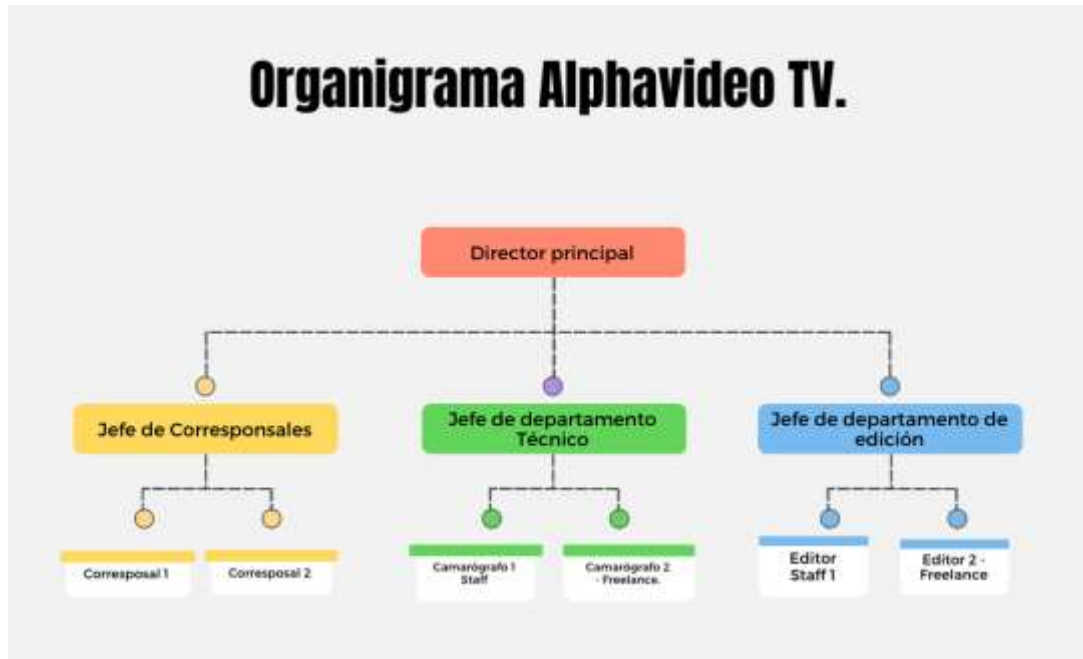 Organigrama Alphavideo TV.
Director principal
Jefe de Corresponsales
Jefe de departamento
Técnico
Jefe de departamento de
edición
Corresposal 1
Corresposal 2
Camarógrafo 1
Staff
Camarógrafo 2
- Freelance.
Editor
Staff 1
Editor 2 -
Freelance